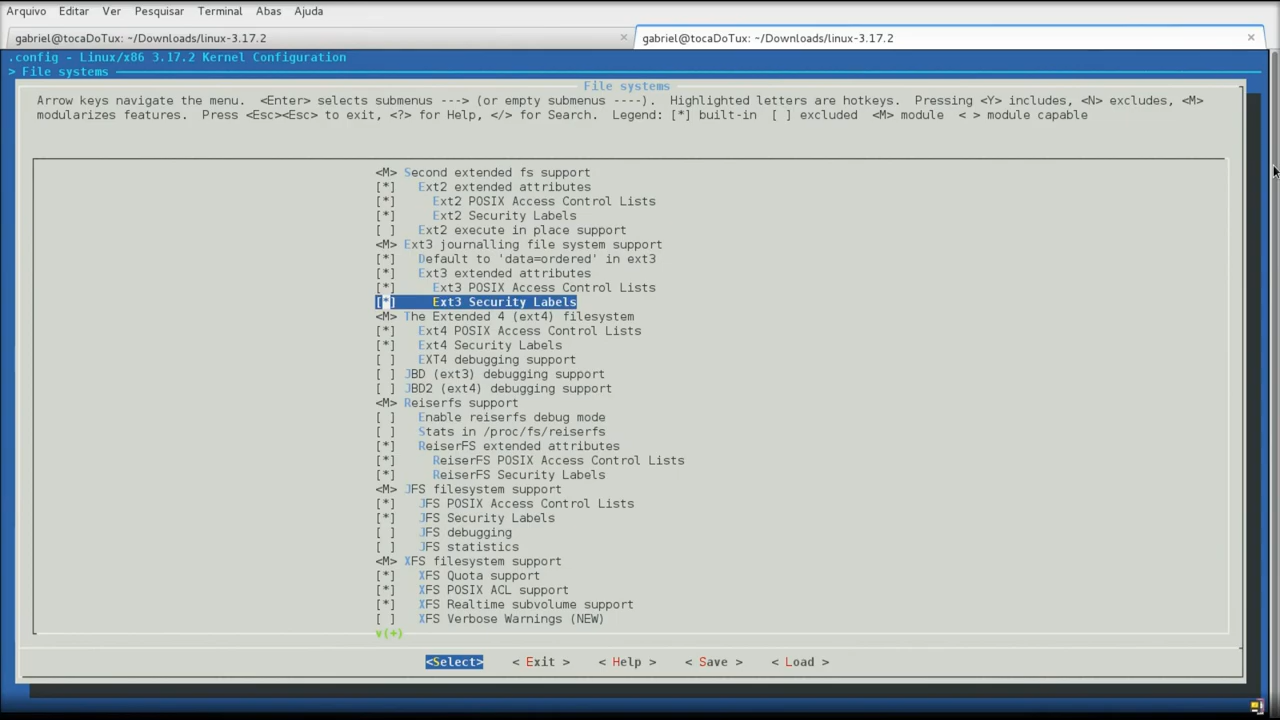 Arquivo Editar Ver Pesquisar Terminal Abas Ajuda
gabriel@tocaDoTux: ~/Downloads/linux-3.17.2 × gabriel@tocaDoTux: ~/Downloads/linux-3.17.2 ×
.config - Linux/x86 3.17.2 Kernel Configuration
> File systems
File systems
Arrow keys navigate the menu.  <Enter> selects submenus ---> (or empty submenus ----).  Highlighted letters are hotkeys.  Pressing <Y> includes, <N> excludes, <M>
modularizes features.  Press <Esc><Esc> to exit, <?> for Help, </> for Search.  Legend: [*] built-in  [ ] excluded  <M> module  < > module capable
<M> Second extended fs support
[*]   Ext2 extended attributes
[*]     Ext2 POSIX Access Control Lists
[*]     Ext2 Security Labels
[ ]   Ext2 execute in place support
<M> Ext3 journalling file system support
[*]   Default to 'data=ordered' in ext3
[*]   Ext3 extended attributes
[*]     Ext3 POSIX Access Control Lists
[*]     Ext3 Security Labels
<M> The Extended 4 (ext4) filesystem
[*]   Ext4 POSIX Access Control Lists
[*]   Ext4 Security Labels
[ ]   EXT4 debugging support
[ ] JBD (ext3) debugging support
[ ] JBD2 (ext4) debugging support
<M> Reiserfs support
[ ]   Enable reiserfs debug mode
[ ]   Stats in /proc/fs/reiserfs
[*]   ReiserFS extended attributes
[*]     ReiserFS POSIX Access Control Lists
[*]     ReiserFS Security Labels
<M> JFS filesystem support
[*]   JFS POSIX Access Control Lists
[*]   JFS Security Labels
[ ]   JFS debugging
[ ]   JFS statistics
<M> XFS filesystem support
[*]   XFS Quota support
[*]   XFS POSIX ACL support
[*]   XFS Realtime subvolume support
[ ]   XFS Verbose Warnings (NEW)
v(+)
<Select> < Exit > < Help > < Save > < Load >